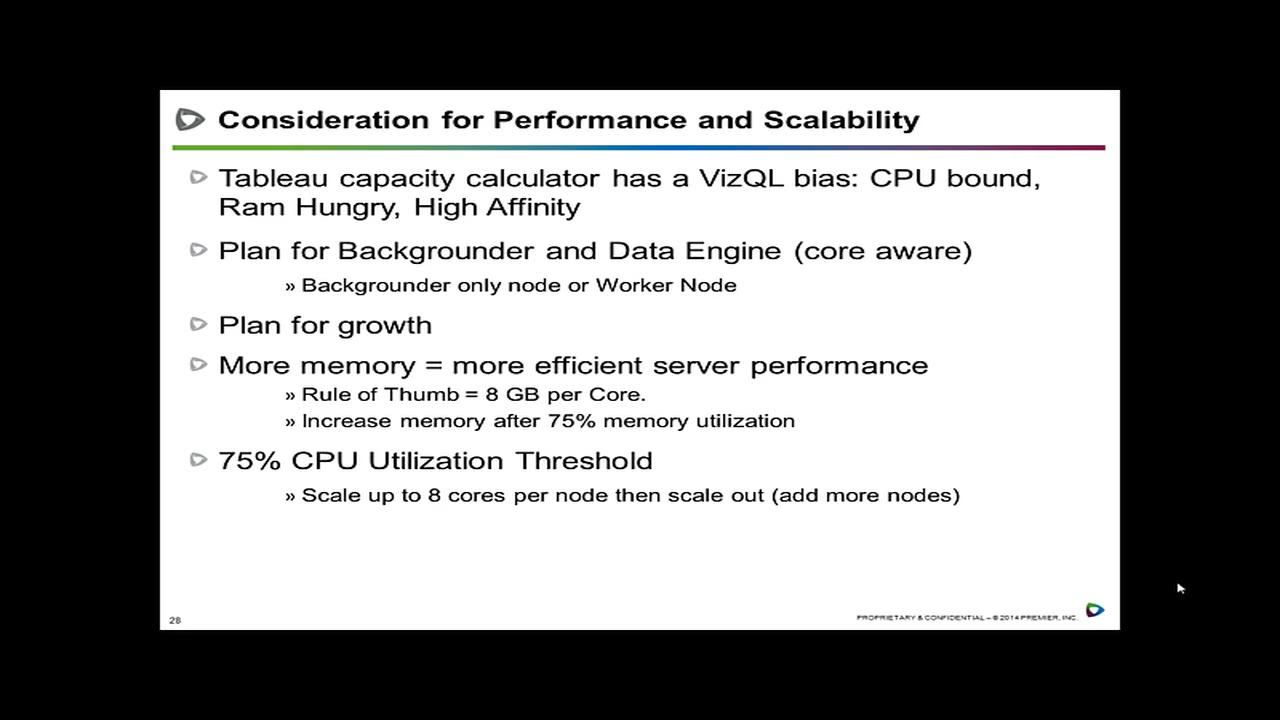 Consideration for Performance and Scalability
Tableau capacity calculator has a VizQL bias: CPU bound,
Ram Hungry, High Affinity
Plan for Backgrounder and Data Engine (core aware)
» Backgrounder only node or Worker Node
Plan for growth
More memory = more efficient server performance
» Rule of Thumb = 8 GB per Core.
» Increase memory after 75% memory utilization
75% CPU Utilization Threshold
» Scale up to 8 cores per node then scale out (add more nodes)
28
PROPRIETARY & CONFIDENTIAL – © 2014 PREMIER, INC.